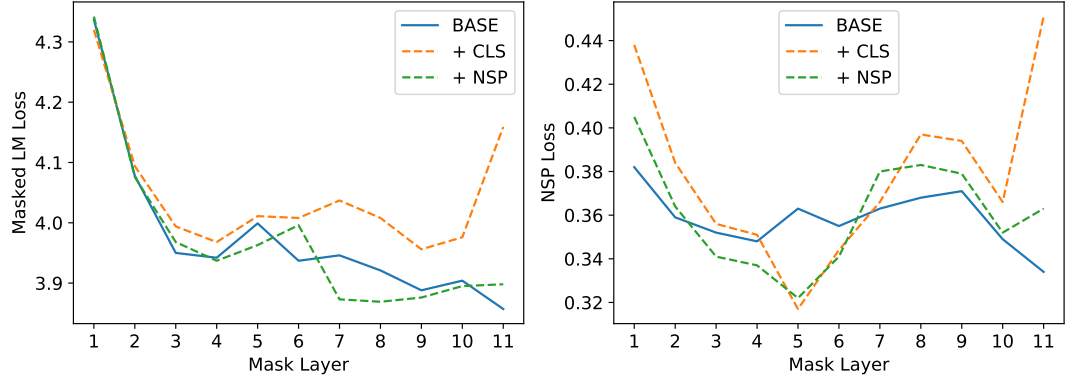 4.3
4.2
4.1
4.0
3.9
Masked LM Loss
BASE
+ CLS
+ NSP
1 2 3 4 5 6 7 8 9 10 11
Mask Layer
0.44
0.42
0.40
0.38
0.36
0.34
0.32
NSP Loss
BASE
+ CLS
+ NSP
1 2 3 4 5 6 7 8 9 10 11
Mask Layer